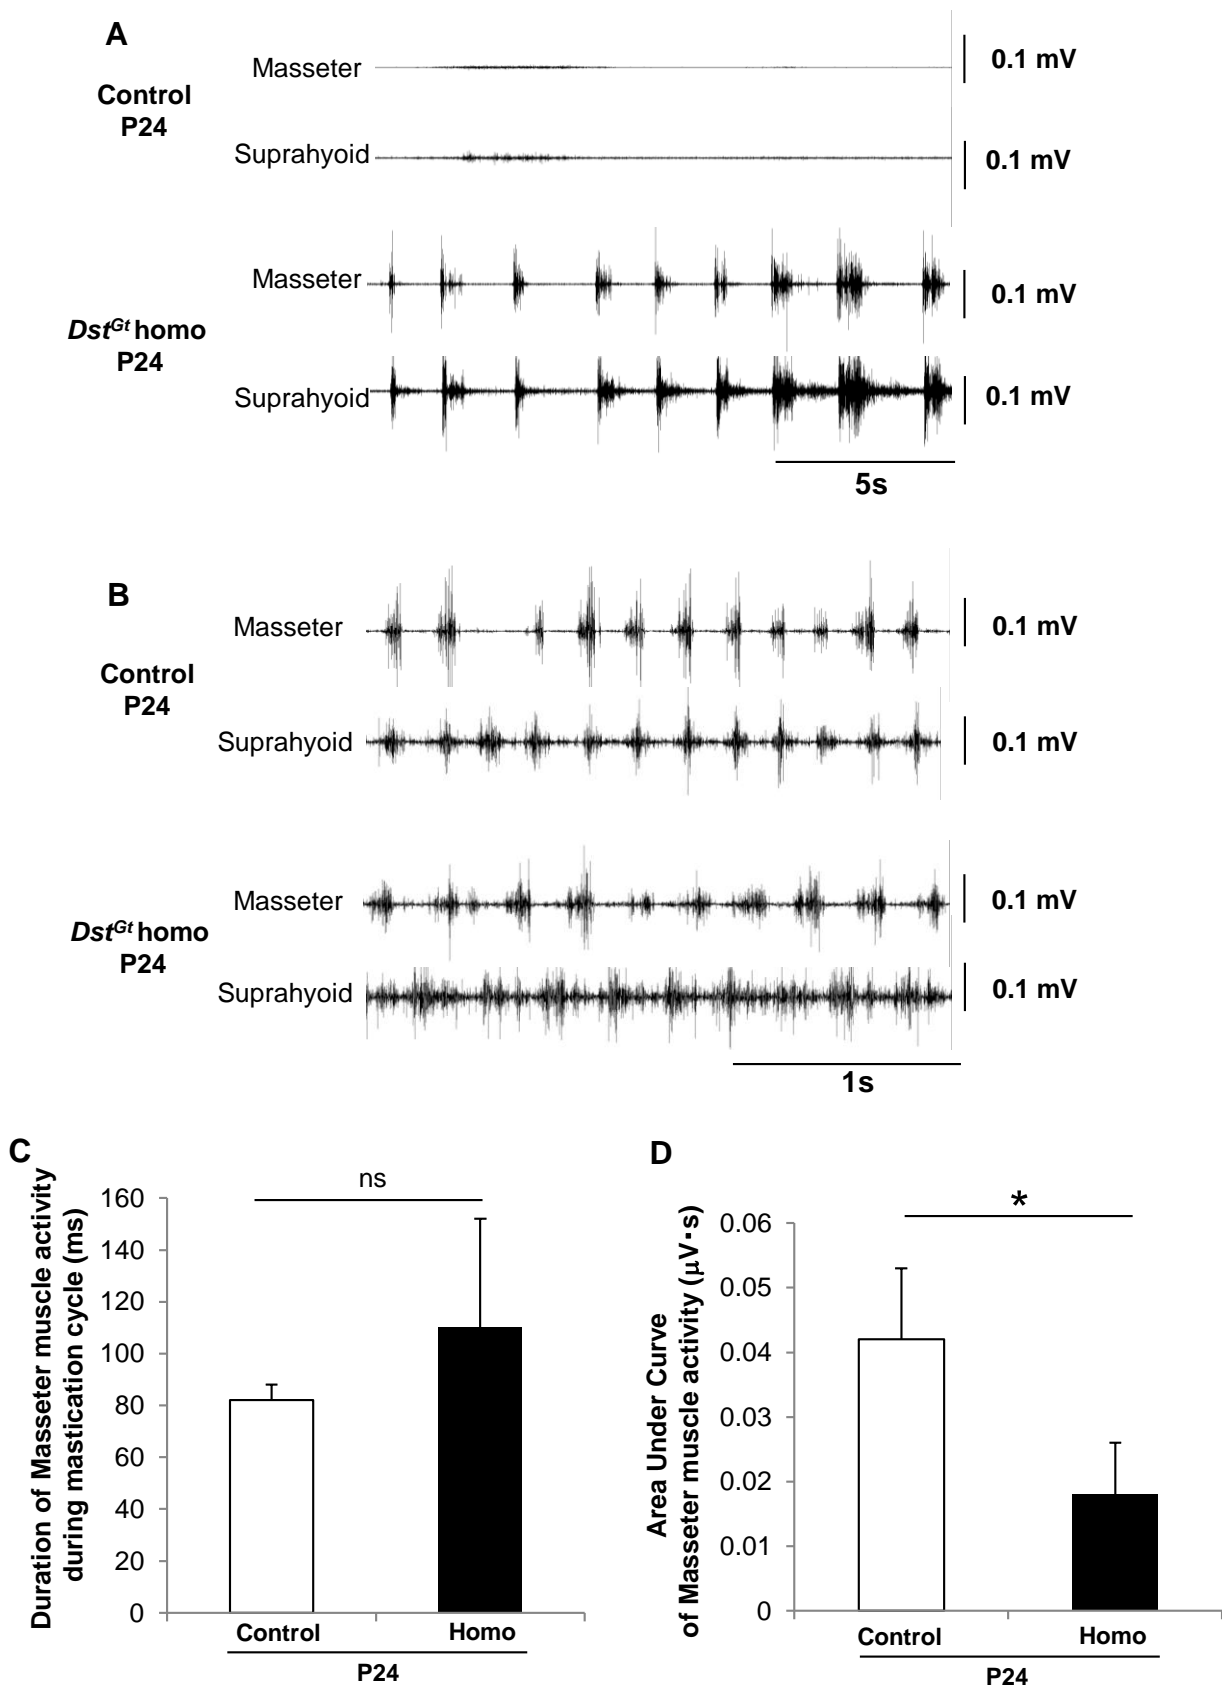 A
Masseter
0.1 mV
Control
P24
Suprahyoid
0.1 mV
Masseter
0.1 mV
DstGt homo
P24
Suprahyoid
0.1 mV
5s
B
Masseter
0.1 mV
Control
P24
Suprahyoid
0.1 mV
Masseter
0.1 mV
DstGt homo
P24
Suprahyoid
0.1 mV
1s
C
Duration of Masseter muscle activity
during mastication cycle (ms)
ns
160
140
120
100
80
60
40
20
0
Control
Homo
P24
D
Area Under Curve
of Masseter muscle activity (μV·s)
*
0.06
0.05
0.04
0.03
0.02
0.01
0
Control
Homo
P24